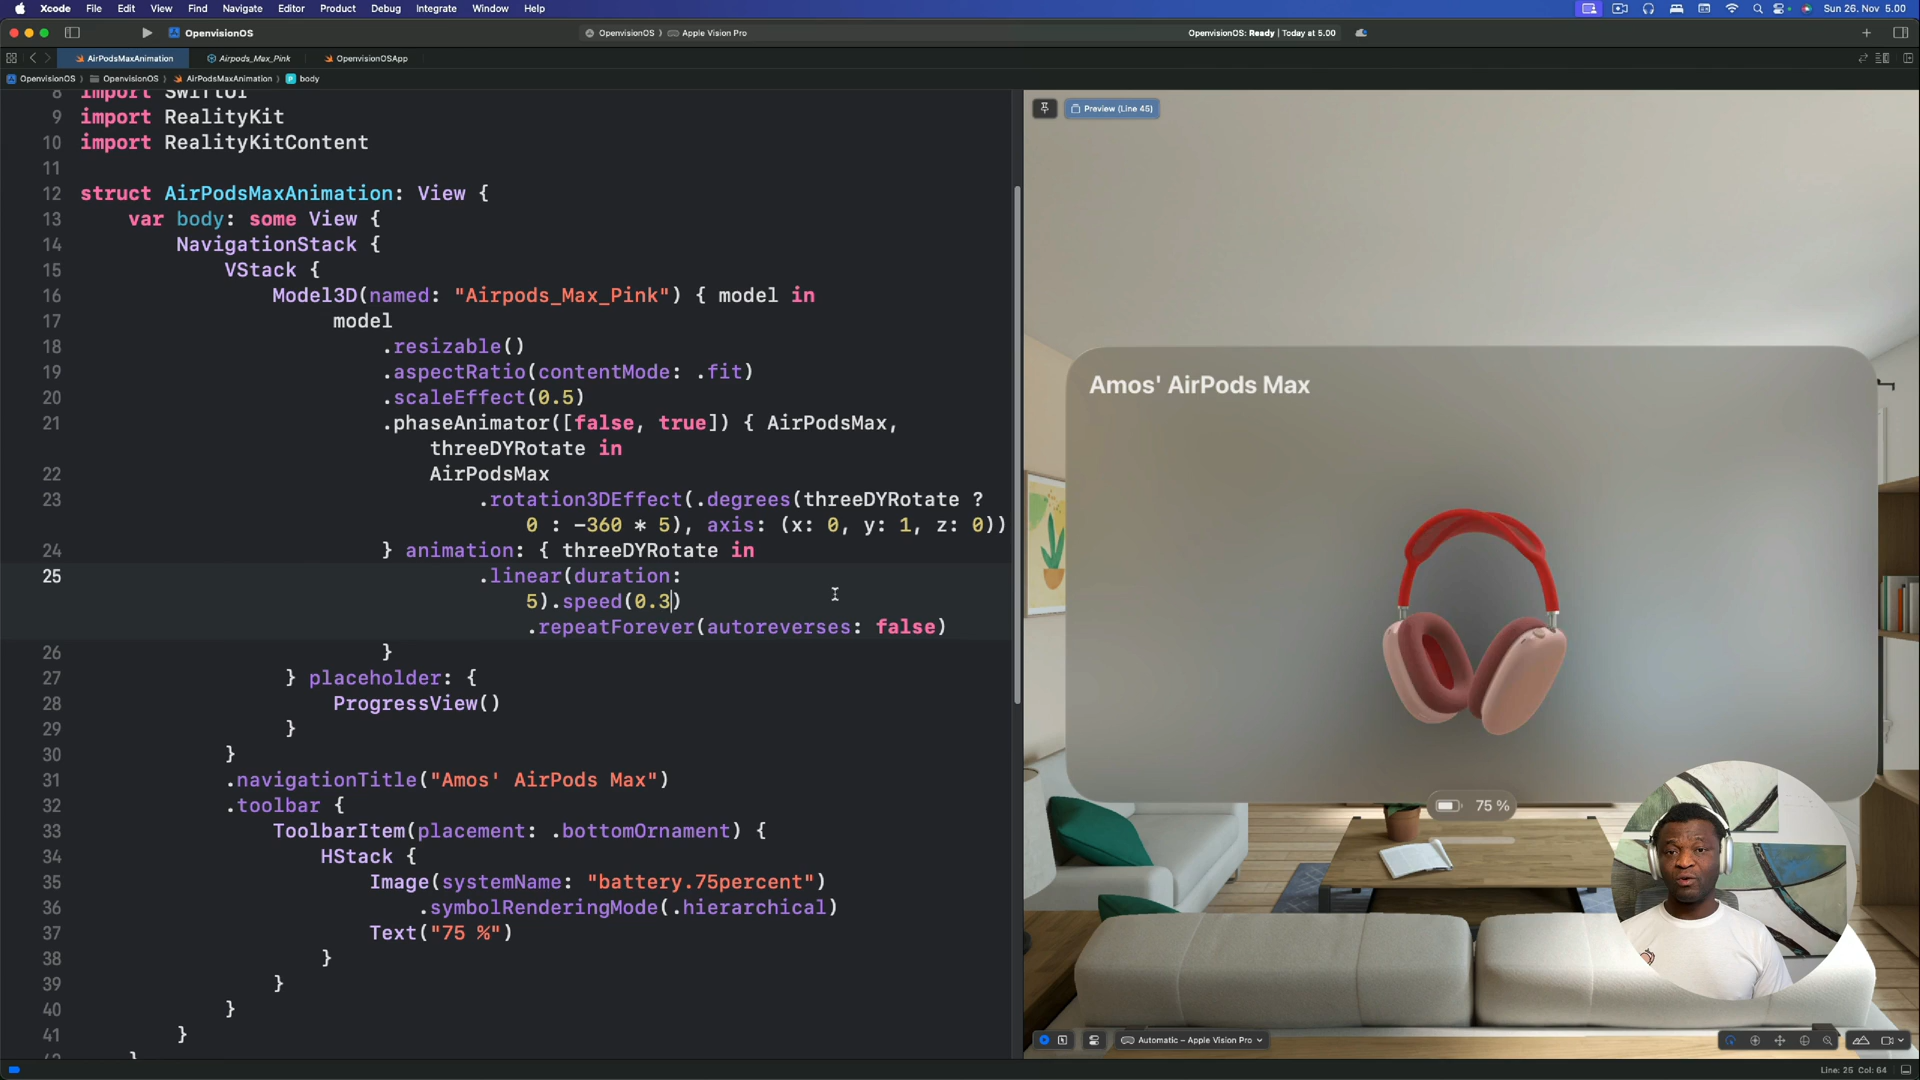 Xcode File Edit View Find Navigate Editor Product Debug Integrate Window Help Sun 26. Nov 5.00
OpenvisionOS OpenvisionOS Apple Vision Pro OpenvisionOS: Ready | Today at 5.00
AirPodsMaxAnimation Airpods_Max_Pink OpenvisionOSApp
OpenvisionOS OpenvisionOS AirPodsMaxAnimation body
8 import SwiftUI
9 import RealityKit
10 import RealityKitContent
11
12 struct AirPodsMaxAnimation: View {
13 var body: some View {
14 NavigationStack {
15 VStack {
16 Model3D(named: "Airpods_Max_Pink") { model in
17 model
18 .resizable()
19 .aspectRatio(contentMode: .fit)
20 .scaleEffect(0.5)
21 .phaseAnimator([false, true]) { AirPodsMax,
threeDYRotate in
22 AirPodsMax
23 .rotation3DEffect(.degrees(threeDYRotate ?
0 : -360 * 5), axis: (x: 0, y: 1, z: 0))
24 } animation: { threeDYRotate in
25 .linear(duration:
5).speed(0.3)
.repeatForever(autoreverses: false)
26 }
27 } placeholder: {
28 ProgressView()
29 }
30 }
31 .navigationTitle("Amos' AirPods Max")
32 .toolbar {
33 ToolbarItem(placement: .bottomOrnament) {
34 HStack {
35 Image(systemName: "battery.75percent")
36 .symbolRenderingMode(.hierarchical)
37 Text("75 %")
38 }
39 }
40 }
41 }
42 }
Preview (Line 45)
Amos' AirPods Max
75 %
Automatic – Apple Vision Pro
Line: 25 Col: 64